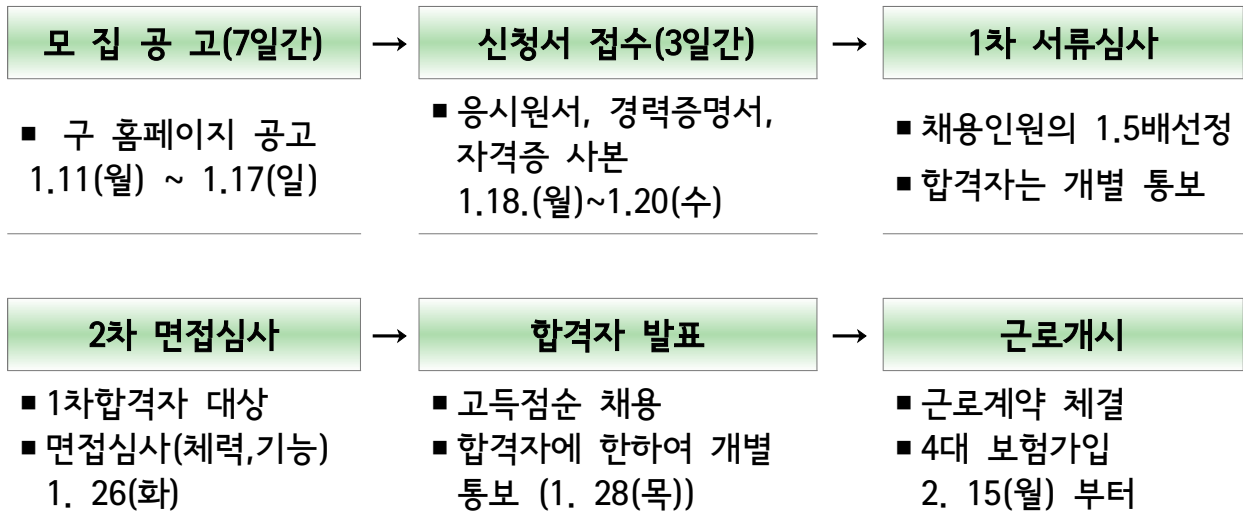 모 집 공 고(7일간)
→
신청서 접수(3일간)
→
1차 서류심사
■ 구 홈페이지 공고
1.11(월) ~ 1.17(일)
■ 응시원서, 경력증명서,
자격증 사본
1.18.(월)~1.20(수)
■ 채용인원의 1.5배선정
■ 합격자는 개별 통보
2차 면접심사
→
합격자 발표
→
근로개시
■ 1차합격자 대상
■ 면접심사(체력,기능)
1. 26(화)
■ 고득점순 채용
■ 합격자에 한하여 개별
통보 (1. 28(목))
■ 근로계약 체결
■ 4대 보험가입
2. 15(월) 부터